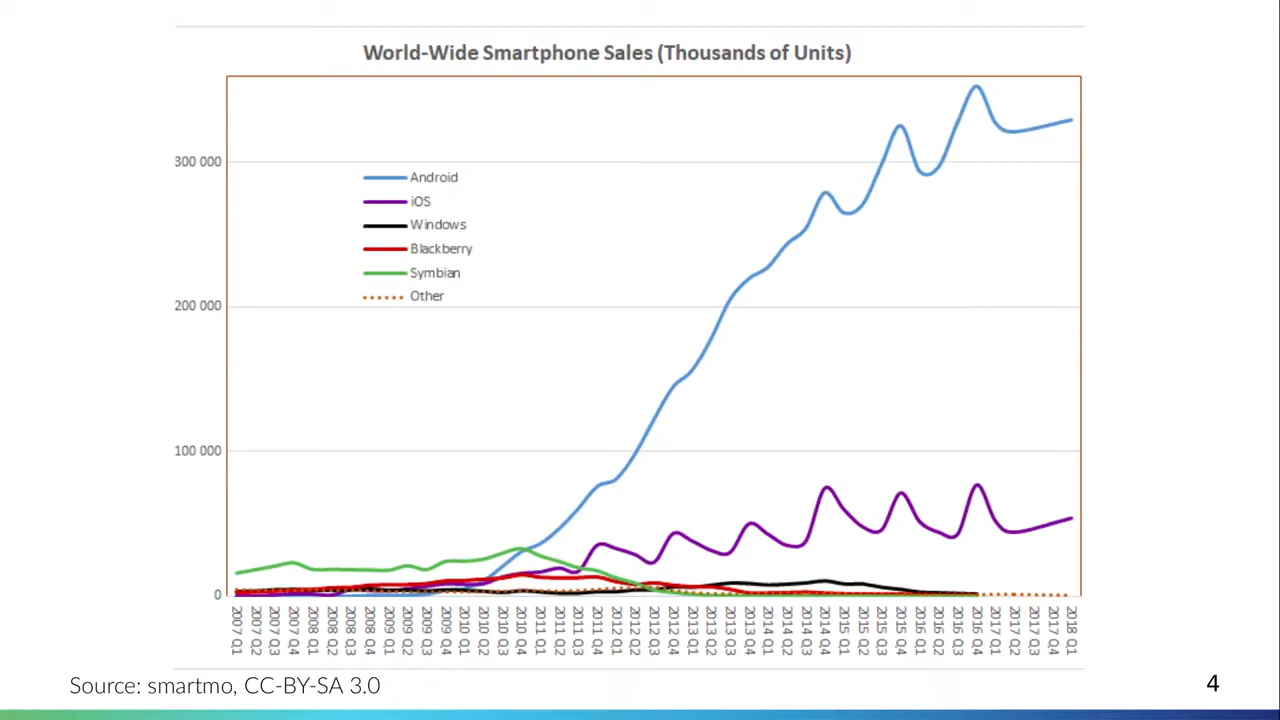 World-Wide Smartphone Sales (Thousands of Units)
300 000
200 000
100 000
0
Android
iOS
Windows
Blackberry
Symbian
Other
2007 Q1
2007 Q2
2007 Q3
2007 Q4
2008 Q1
2008 Q2
2008 Q3
2008 Q4
2009 Q1
2009 Q2
2009 Q3
2009 Q4
2010 Q1
2010 Q2
2010 Q3
2010 Q4
2011 Q1
2011 Q2
2011 Q3
2011 Q4
2012 Q1
2012 Q2
2012 Q3
2012 Q4
2013 Q1
2013 Q2
2013 Q3
2013 Q4
2014 Q1
2014 Q2
2014 Q3
2014 Q4
2015 Q1
2015 Q2
2015 Q3
2015 Q4
2016 Q1
2016 Q2
2016 Q3
2016 Q4
2017 Q1
2017 Q2
2017 Q3
2017 Q4
2018 Q1
Source: smartmo, CC-BY-SA 3.0
4